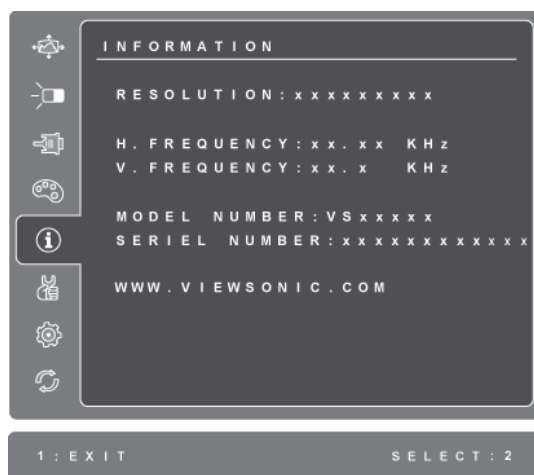 INFORMATION
RESOLUTION:xxxxxxxxx
H. FREQUENCY:xx.xx KHz
V. FREQUENCY:xx.x KHz
MODEL NUMBER:VSxxxxx
SERIEL NUMBER:xxxxxxxxxxxx
WWW.VIEWSONIC.COM
1:EXIT SELECT:2